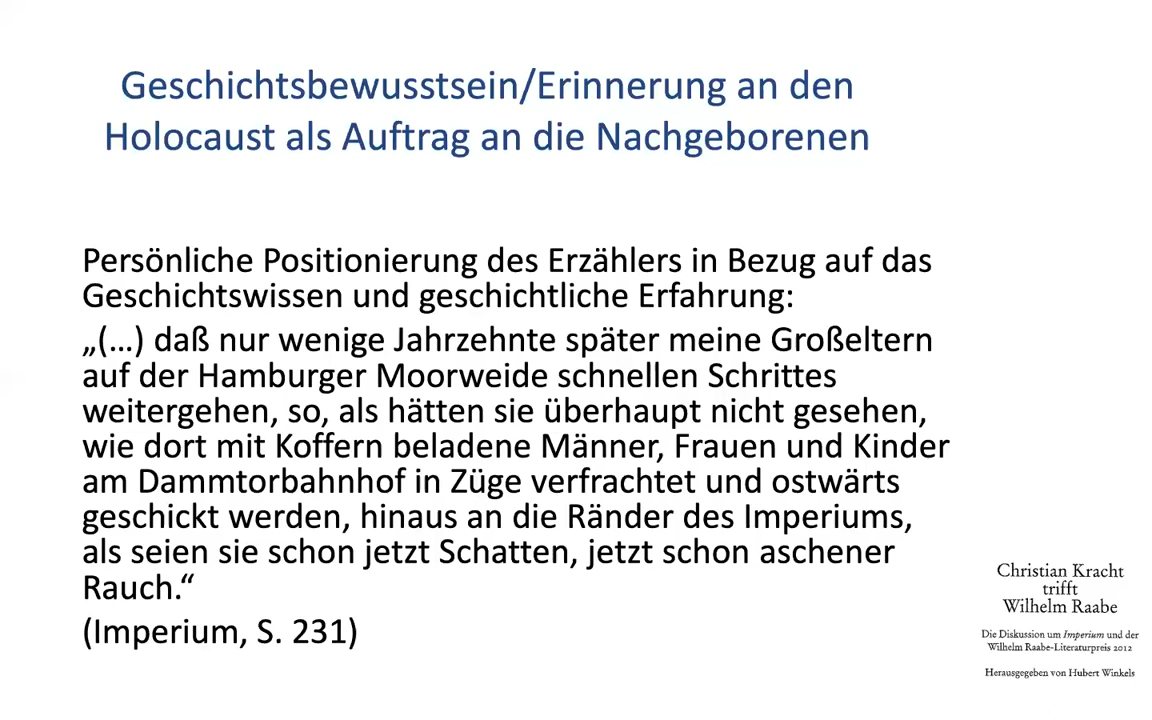 Geschichtsbewusstsein/Erinnerung an den
Holocaust als Auftrag an die Nachgeborenen
Persönliche Positionierung des Erzählers in Bezug auf das
Geschichtswissen und geschichtliche Erfahrung:
„(…) daß nur wenige Jahrzehnte später meine Großeltern
auf der Hamburger Moorweide schnellen Schrittes
weitergehen, so, als hätten sie überhaupt nicht gesehen,
wie dort mit Koffern beladene Männer, Frauen und Kinder
am Dammtorbahnhof in Züge verfrachtet und ostwärts
geschickt werden, hinaus an die Ränder des Imperiums,
als seien sie schon jetzt Schatten, jetzt schon aschener
Rauch.“
(Imperium, S. 231)
Christian Kracht
trifft
Wilhelm Raabe
Die Diskussion um Imperium und der
Wilhelm Raabe-Literaturpreis 2012
Herausgegeben von Hubert Winkels